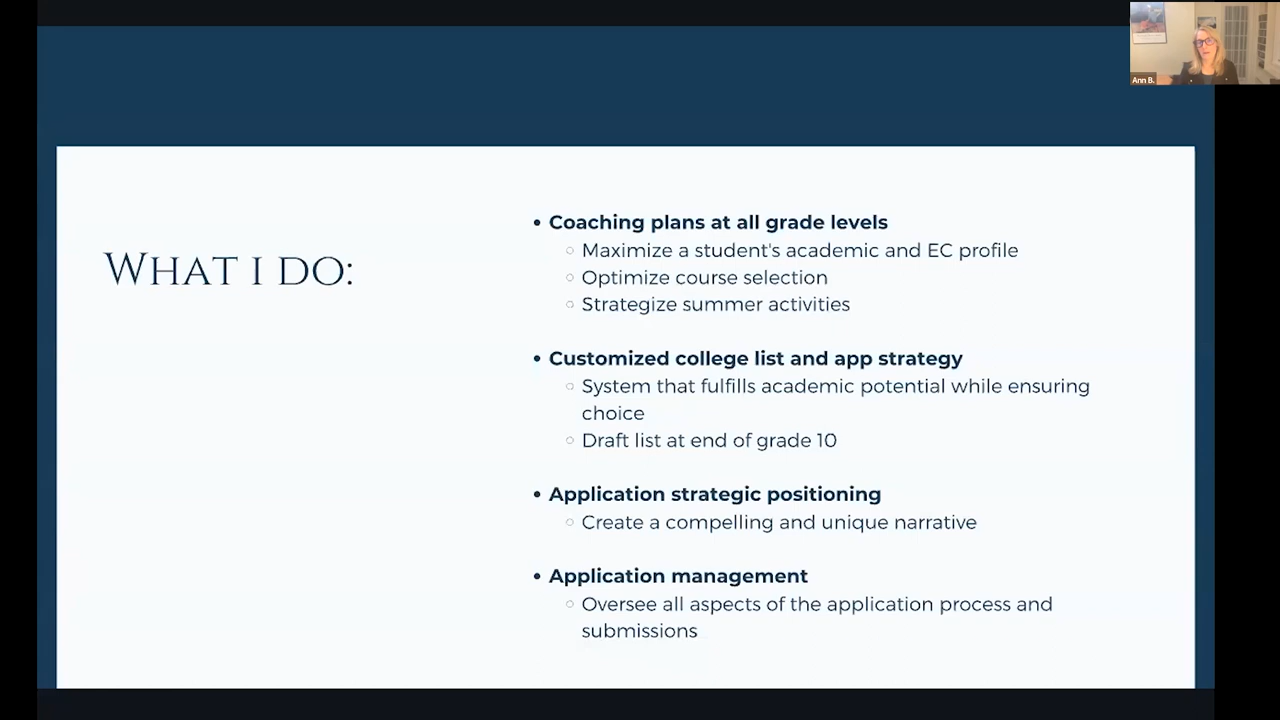 Ann B.
WHAT I DO:
• Coaching plans at all grade levels
○ Maximize a student's academic and EC profile
○ Optimize course selection
○ Strategize summer activities
• Customized college list and app strategy
○ System that fulfills academic potential while ensuring
choice
○ Draft list at end of grade 10
• Application strategic positioning
○ Create a compelling and unique narrative
• Application management
○ Oversee all aspects of the application process and
submissions